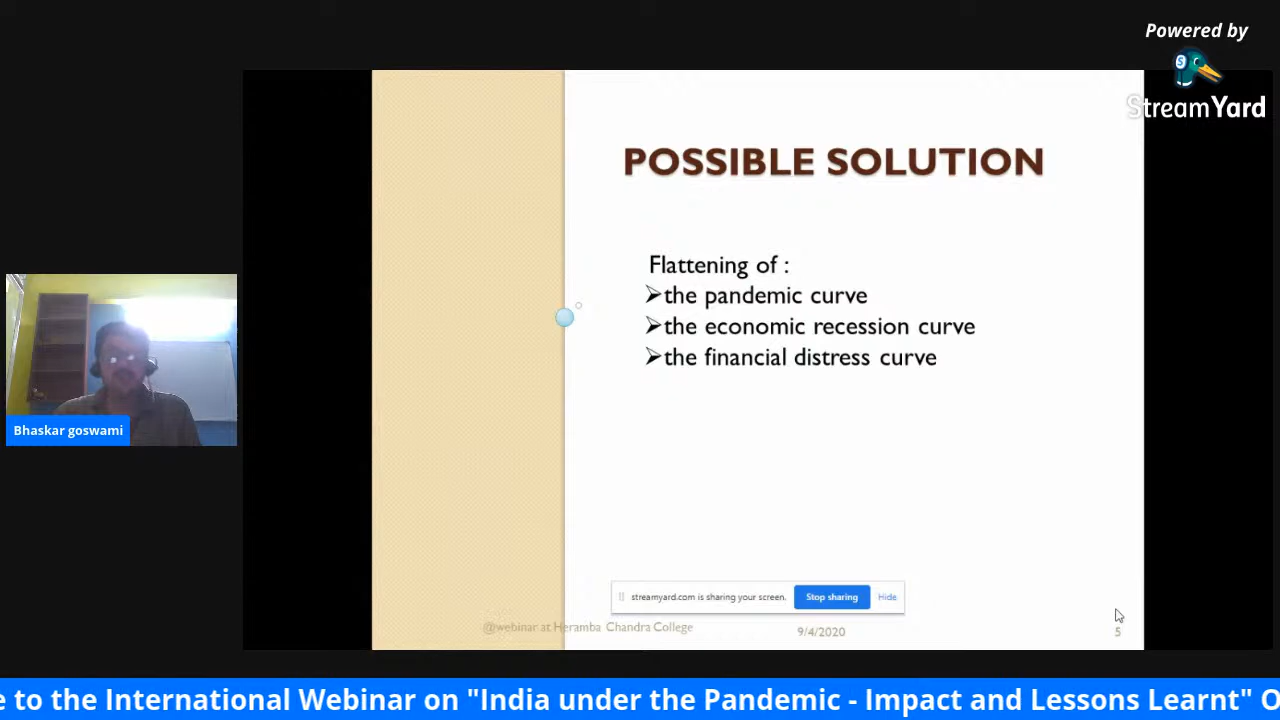 Powered by
StreamYard
POSSIBLE SOLUTION
Flattening of :
➢the pandemic curve
➢the economic recession curve
➢the financial distress curve
Bhaskar goswami
streamyard.com is sharing your screen.
Stop sharing
Hide
@webinar at Heramba Chandra College
9/4/2020
5
e to the International Webinar on "India under the Pandemic - Impact and Lessons Learnt" O